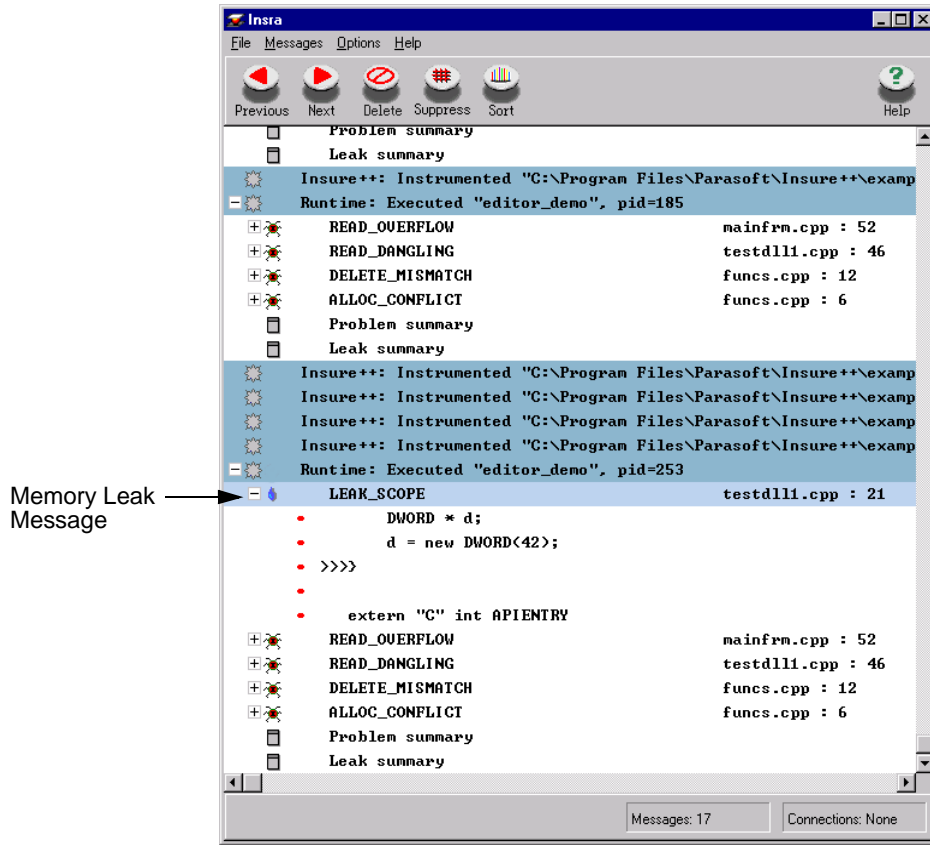 Insra
File Messages Options Help
Previous Next Delete Suppress Sort Help
Problem summary
Leak summary
Insure++: Instrumented "C:\Program Files\Parasoft\Insure++\examp
Runtime: Executed "editor_demo", pid=185
READ_OVERFLOW mainfrm.cpp : 52
READ_DANGLING testdll1.cpp : 46
DELETE_MISMATCH funcs.cpp : 12
ALLOC_CONFLICT funcs.cpp : 6
Problem summary
Leak summary
Insure++: Instrumented "C:\Program Files\Parasoft\Insure++\examp
Insure++: Instrumented "C:\Program Files\Parasoft\Insure++\examp
Insure++: Instrumented "C:\Program Files\Parasoft\Insure++\examp
Insure++: Instrumented "C:\Program Files\Parasoft\Insure++\examp
Runtime: Executed "editor_demo", pid=253
Memory Leak
Message
LEAK_SCOPE testdll1.cpp : 21
DWORD * d;
d = new DWORD(42);
>>>>}
extern "C" int APIENTRY
READ_OVERFLOW mainfrm.cpp : 52
READ_DANGLING testdll1.cpp : 46
DELETE_MISMATCH funcs.cpp : 12
ALLOC_CONFLICT funcs.cpp : 6
Problem summary
Leak summary
Messages: 17 Connections: None